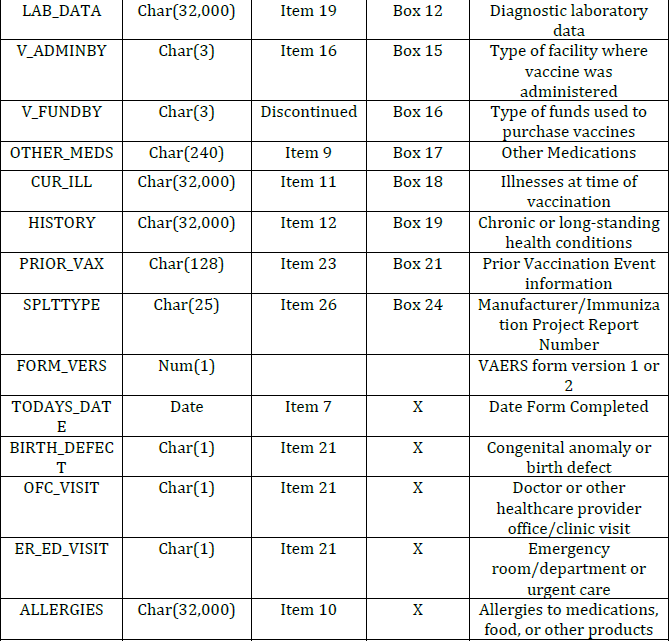 LAB_DATA Char(32,000) Item 19 Box 12 Diagnostic laboratory
data
V_ADMINBY Char(3) Item 16 Box 15 Type of facility where
vaccine was
administered
V_FUNDBY Char(3) Discontinued Box 16 Type of funds used to
purchase vaccines
OTHER_MEDS Char(240) Item 9 Box 17 Other Medications
CUR_ILL Char(32,000) Item 11 Box 18 Illnesses at time of
vaccination
HISTORY Char(32,000) Item 12 Box 19 Chronic or long-standing
health conditions
PRIOR_VAX Char(128) Item 23 Box 21 Prior Vaccination Event
information
SPLTTYPE Char(25) Item 26 Box 24 Manufacturer/Immuniza
tion Project Report
Number
FORM_VERS Num(1) VAERS form version 1 or
2
TODAYS_DAT Date Item 7 X Date Form Completed
E
BIRTH_DEFEC Char(1) Item 21 X Congenital anomaly or
T birth defect
OFC_VISIT Char(1) Item 21 X Doctor or other
healthcare provider
office/clinic visit
ER_ED_VISIT Char(1) Item 21 X Emergency
room/department or
urgent care
ALLERGIES Char(32,000) Item 10 X Allergies to medications,
food, or other products